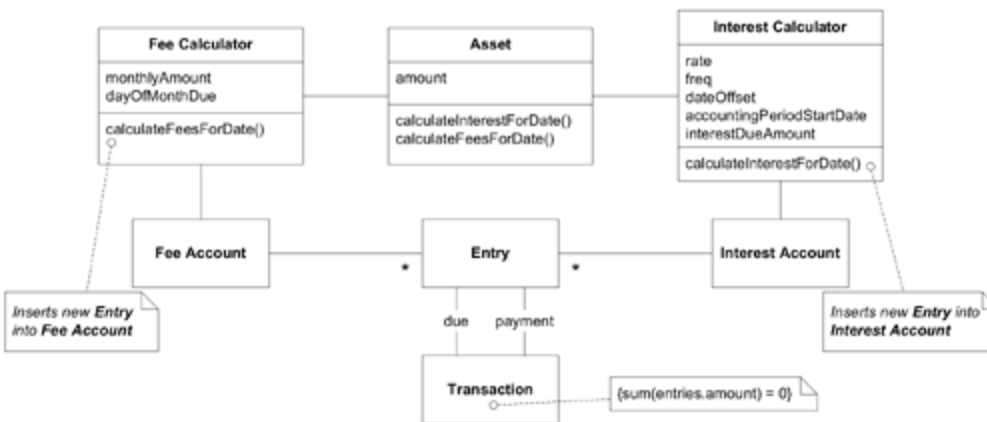 Fee Calculator
monthlyAmount
dayOfMonthDue
calculateFeesForDate()
Asset
amount
calculateInterestForDate()
calculateFeesForDate()
Interest Calculator
rate
freq
dateOffset
accountingPeriodStartDate
interestDueAmount
calculateInterestForDate()
Fee Account
*
Entry
*
Interest Account
Inserts new Entry
into Fee Account
due
payment
Inserts new Entry into
Interest Account
Transaction
{sum(entries.amount) = 0}